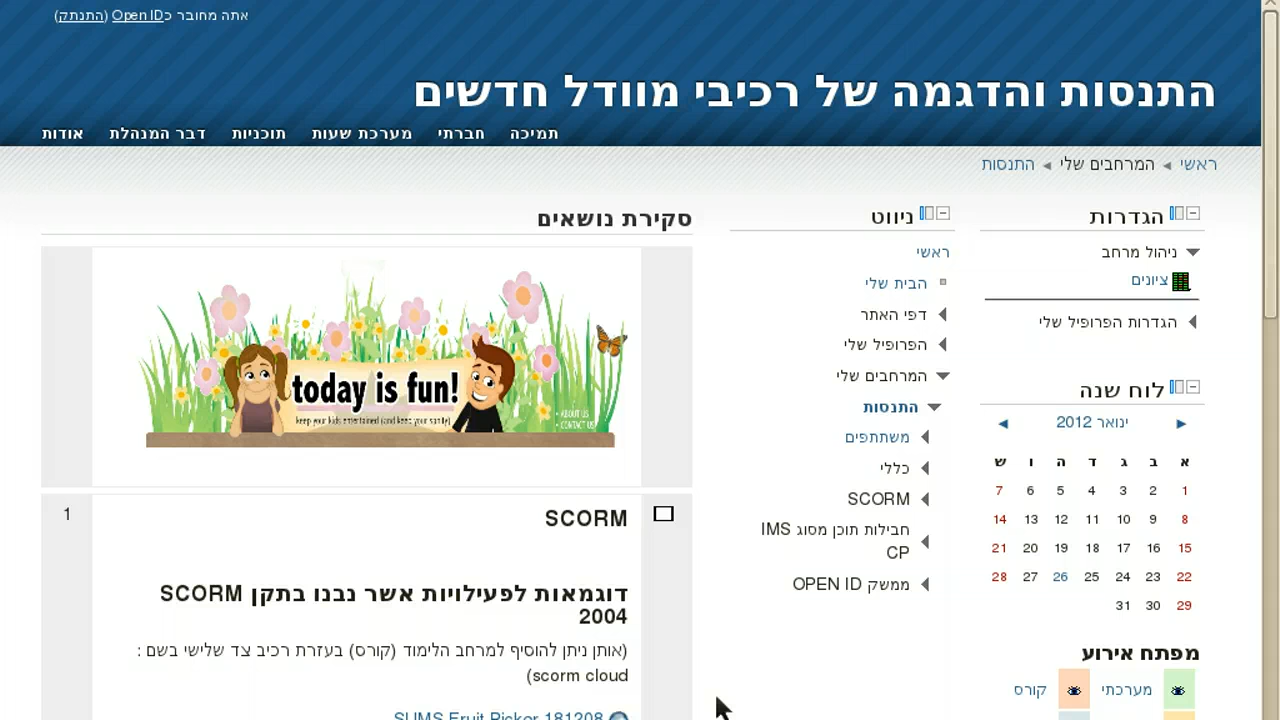 אתה מחובר כOpen ID (התנתק)
התנסות והדגמה של רכיבי מוודל חדשים
תמיכה חברתי מערכת שעות תוכניות דבר המנהלת אודות
ראשי ◄ המרחבים שלי ◄ התנסות
הגדרות
ניהול מרחב
ציונים
הגדרות הפרופיל שלי
לוח שנה
ינואר 2012
א ב ג ד ה ו ש
1 2 3 4 5 6 7
8 9 10 11 12 13 14
15 16 17 18 19 20 21
22 23 24 25 26 27 28
29 30 31
מפתח אירוע
מערכתי קורס
ניווט
ראשי
הבית שלי
דפי האתר
הפרופיל שלי
המרחבים שלי
התנסות
משתתפים
כללי
SCORM
חבילות תוכן מסוג IMS
CP
ממשק OPEN ID
סקירת נושאים
today is fun!
keep your kids entertained (and keep your sanity)
• ABOUT US
• CONTACT US
1
SCORM
דוגמאות לפעילויות אשר נבנו בתקן SCORM
2004
(אותן ניתן להוסיף למרחב הלימוד (קורס) בעזרת רכיב צד שלישי בשם :
scorm cloud)
SUMS Fruit Picker 181208